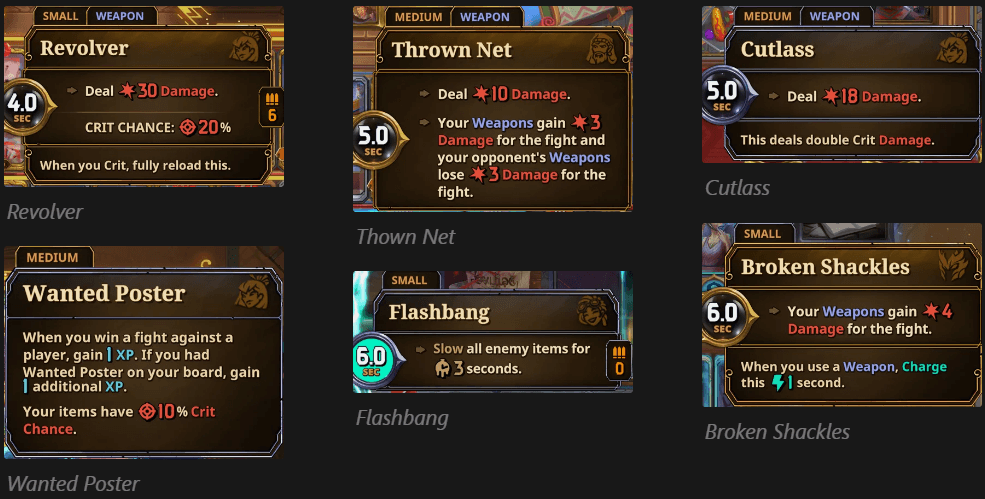 SMALL WEAPON
Revolver
4.0
SEC
Deal 30 Damage.
6
CRIT CHANCE: 20%
When you Crit, fully reload this.
Revolver
MEDIUM
Wanted Poster
When you win a fight against a
player, gain 1 XP. If you had
Wanted Poster on your board, gain
1 additional XP.
Your items have 10% Crit
Chance.
Wanted Poster
MEDIUM WEAPON
Thrown Net
Deal 10 Damage.
5.0
SEC
Your Weapons gain 3
Damage for the fight and
your opponent's Weapons
lose 3 Damage for the
fight.
Thown Net
SMALL
Flashbang
6.0
SEC
Slow all enemy items for
3 seconds.
0
Flashbang
MEDIUM WEAPON
Cutlass
5.0
SEC
Deal 18 Damage.
This deals double Crit Damage.
Cutlass
SMALL
Broken Shackles
6.0
SEC
Your Weapons gain 4
Damage for the fight.
When you use a Weapon, Charge
this 1 second.
Broken Shackles